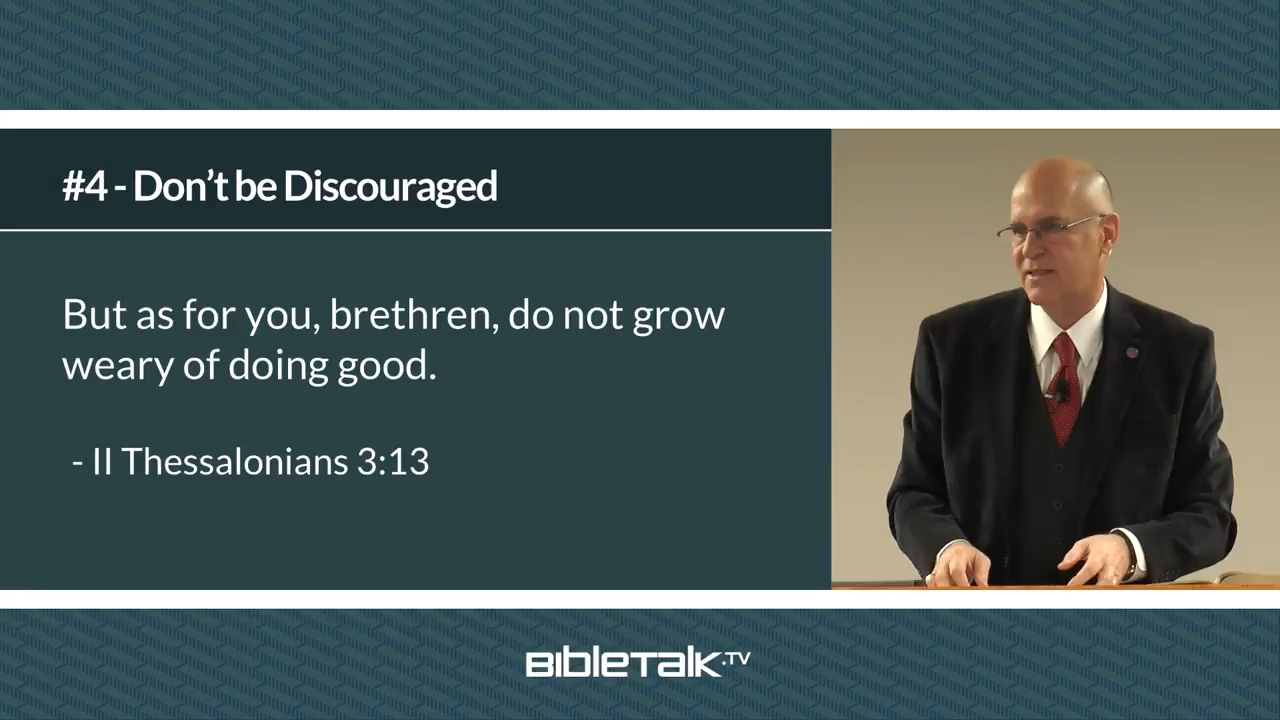 #4 - Don’t be Discouraged
But as for you, brethren, do not grow
weary of doing good.
- II Thessalonians 3:13
BibleTalk.TV